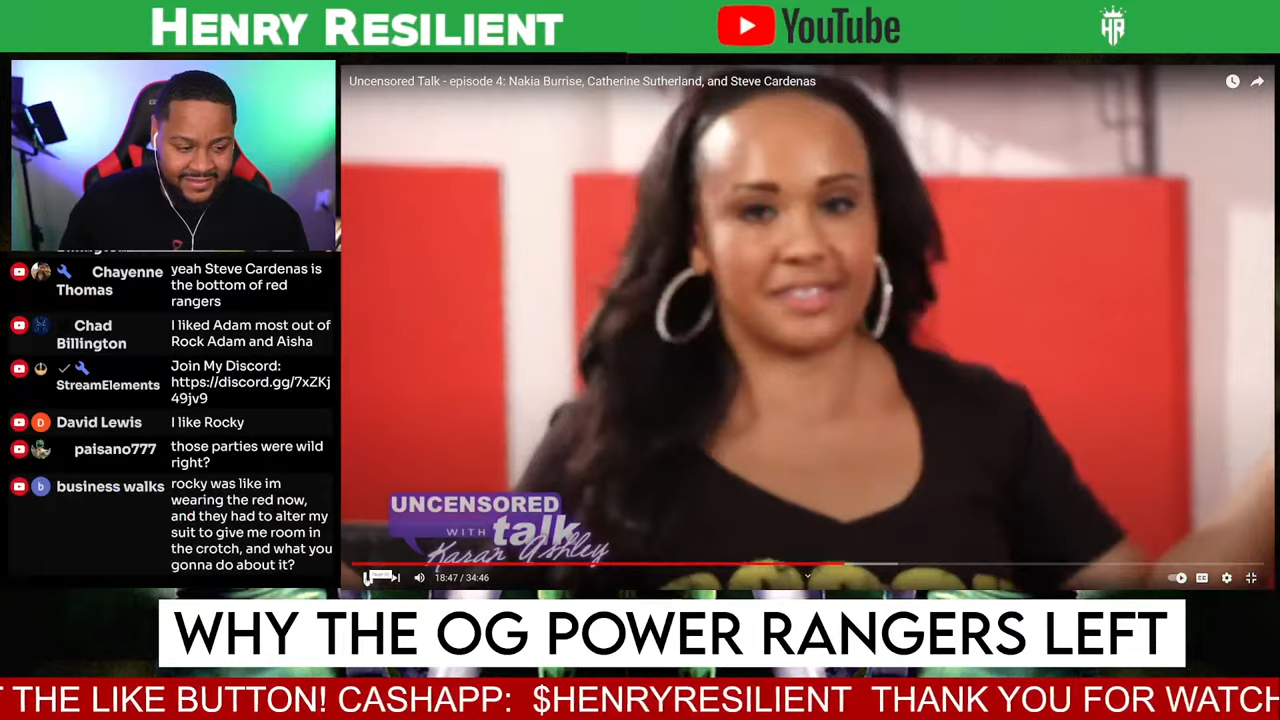 HENRY RESILIENT
YouTube
HR
Uncensored Talk - episode 4: Nakia Burrise, Catherine Sutherland, and Steve Cardenas
Chayenne Thomas
yeah Steve Cardenas is
the bottom of red
rangers
Chad Billington
I liked Adam most out of
Rock Adam and Aisha
StreamElements
Join My Discord:
https://discord.gg/7xZKj
49jv9
David Lewis
I like Rocky
paisano777
those parties were wild
right?
business walks
rocky was like im
wearing the red now,
and they had to alter my
suit to give me room in
the crotch, and what you
gonna do about it?
UNCENSORED
WITH talk
Karan Ashley
18:47 / 34:46
WHY THE OG POWER RANGERS LEFT
T THE LIKE BUTTON! CASHAPP: $HENRYRESILIENT THANK YOU FOR WATCH